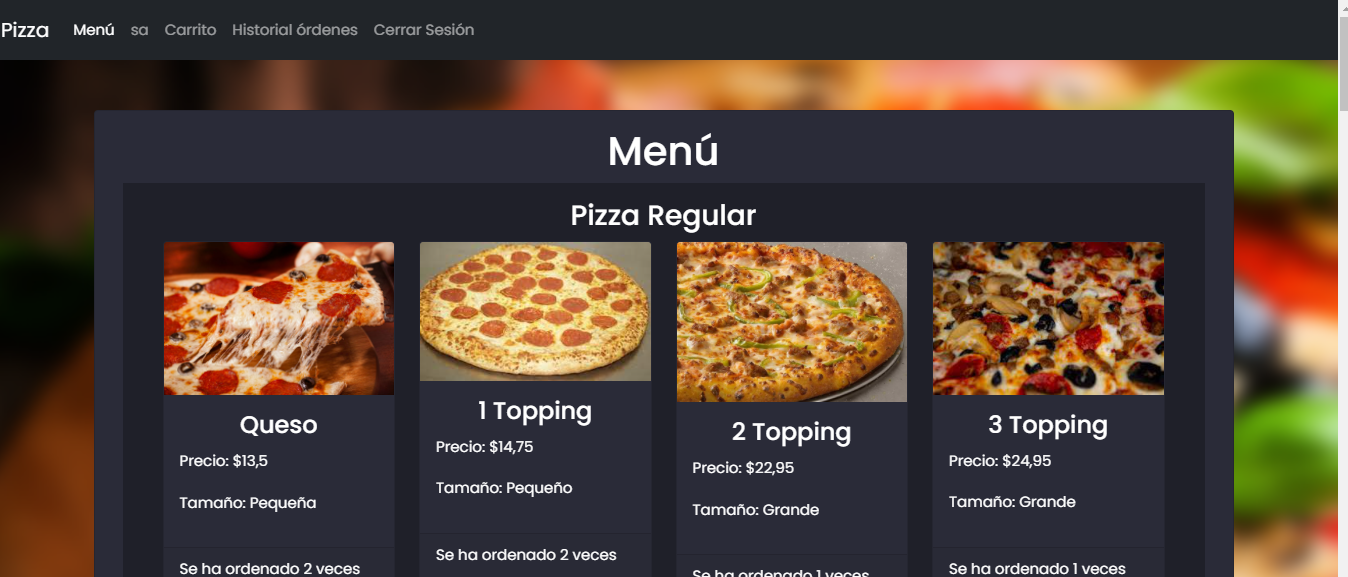 Pizza Menú sa Carrito Historial órdenes Cerrar Sesión
Menú
Pizza Regular
Queso
Precio: $13,5
Tamaño: Pequeña
Se ha ordenado 2 veces
1 Topping
Precio: $14,75
Tamaño: Pequeño
Se ha ordenado 2 veces
2 Topping
Precio: $22,95
Tamaño: Grande
Se ha ordenado 1 veces
3 Topping
Precio: $24,95
Tamaño: Grande
Se ha ordenado 1 veces